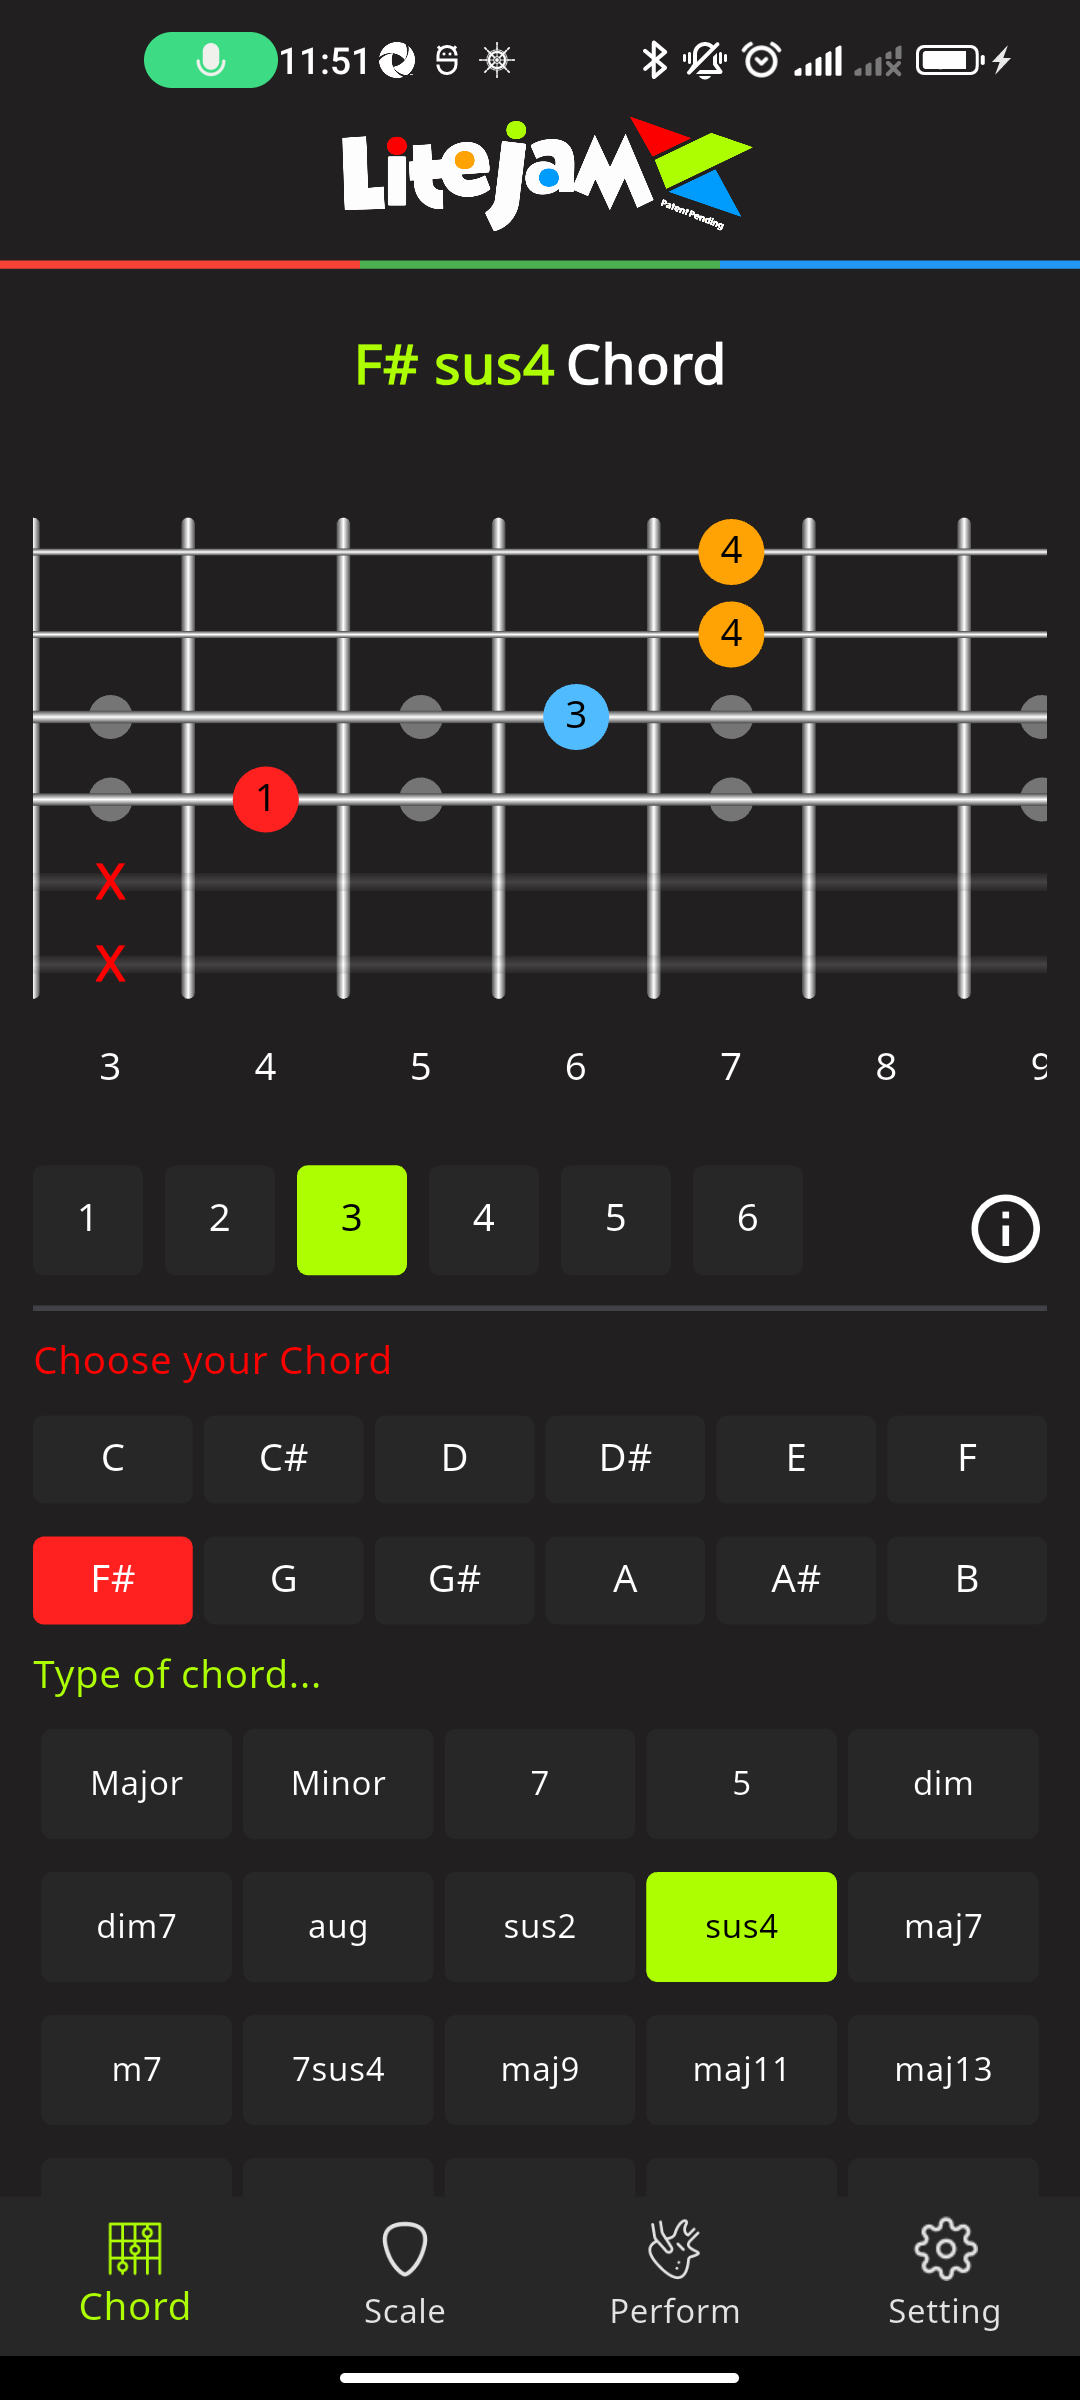 11:51
Litejam
Patent Pending
F# sus4 Chord
4
4
3
1
X
X
3 4 5 6 7 8 9
1 2 3 4 5 6
Choose your Chord
C C# D D# E F
F# G G# A A# B
Type of chord...
Major Minor 7 5 dim
dim7 aug sus2 sus4 maj7
m7 7sus4 maj9 maj11 maj13
Chord Scale Perform Setting